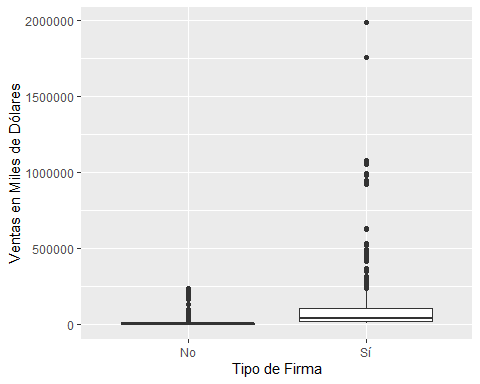 2000000
1500000
1000000
500000
0
Ventas en Miles de Dólares
No
Sí
Tipo de Firma